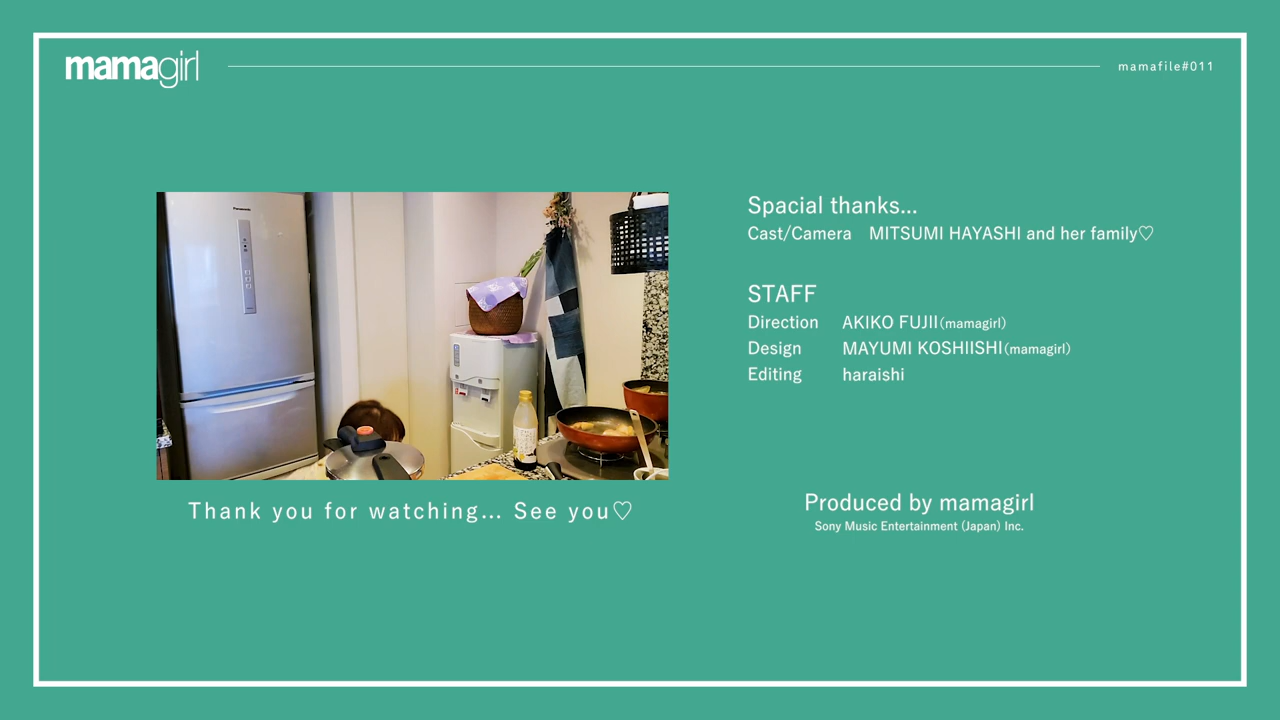 mamagirl
mamafile#011
Spacial thanks...
Cast/Camera MITSUMI HAYASHI and her family♡
STAFF
Direction AKIKO FUJII(mamagirl)
Design MAYUMI KOSHIISHI(mamagirl)
Editing haraishi
Thank you for watching... See you♡
Produced by mamagirl
Sony Music Entertainment (Japan) Inc.
Panasonic